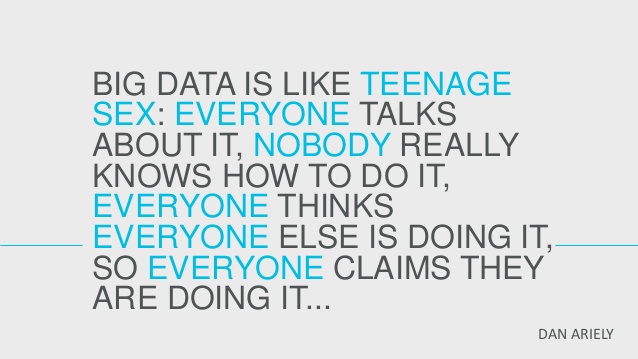 BIG DATA IS LIKE TEENAGE
SEX: EVERYONE TALKS
ABOUT IT, NOBODY REALLY
KNOWS HOW TO DO IT,
EVERYONE THINKS
EVERYONE ELSE IS DOING IT,
SO EVERYONE CLAIMS THEY
ARE DOING IT...
DAN ARIELY